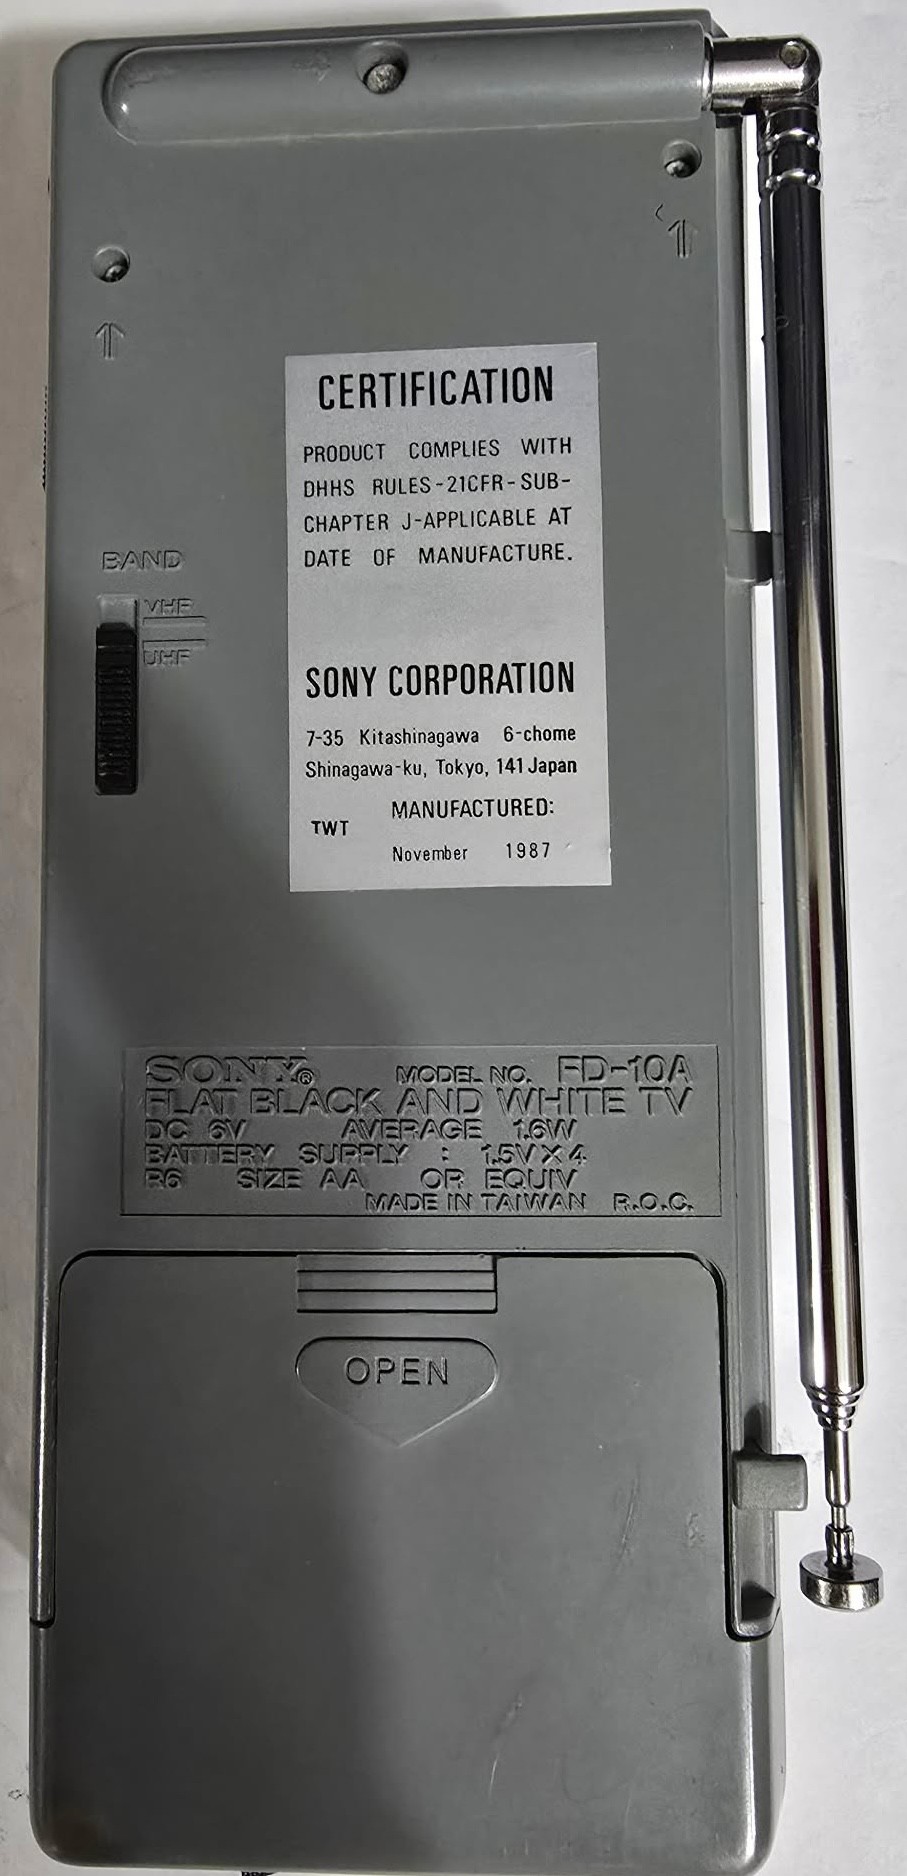 CERTIFICATION
PRODUCT COMPLIES WITH
DHHS RULES-21CFR-SUB-
CHAPTER J-APPLICABLE AT
DATE OF MANUFACTURE.
BAND
VHF
UHF
SONY CORPORATION
7-35 Kitashinagawa 6-chome
Shinagawa-ku, Tokyo, 141 Japan
MANUFACTURED:
TWT
November 1987
SONY® MODEL NO. FD-10A
FLAT BLACK AND WHITE TV
DC 6V AVERAGE 1.6W
BATTERY SUPPLY : 1.5V X 4
R6 SIZE AA OR EQUIV
MADE IN TAIWAN R.O.C.
OPEN